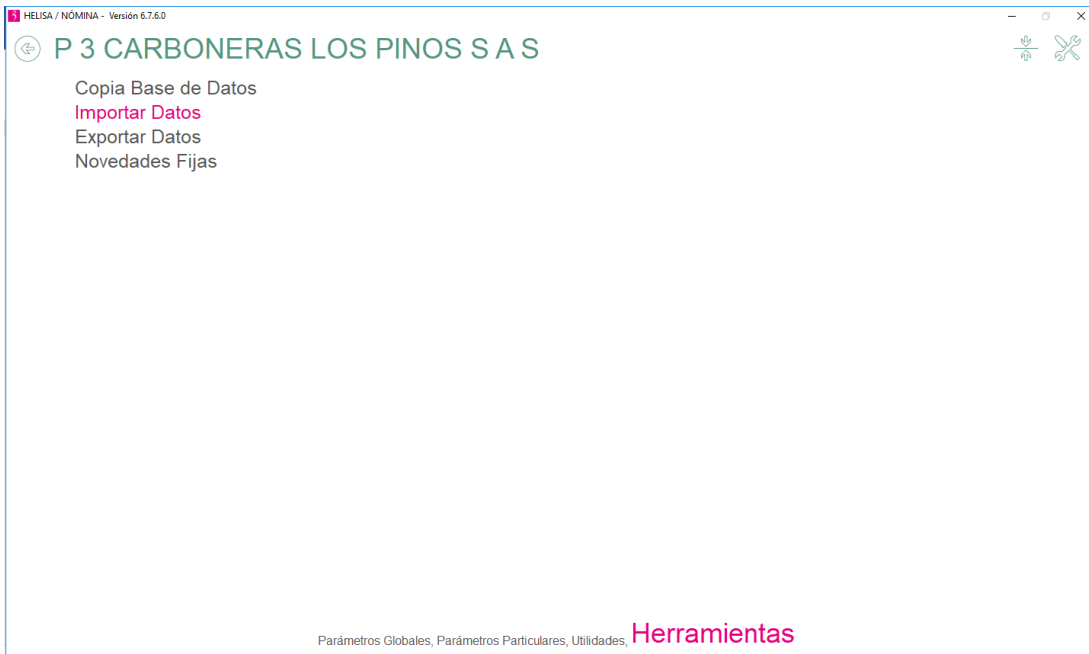 HELISA / NÓMINA - Versión 6.7.6.0
P 3 CARBONERAS LOS PINOS S A S
Copia Base de Datos
Importar Datos
Exportar Datos
Novedades Fijas
Parámetros Globales, Parámetros Particulares, Utilidades, Herramientas